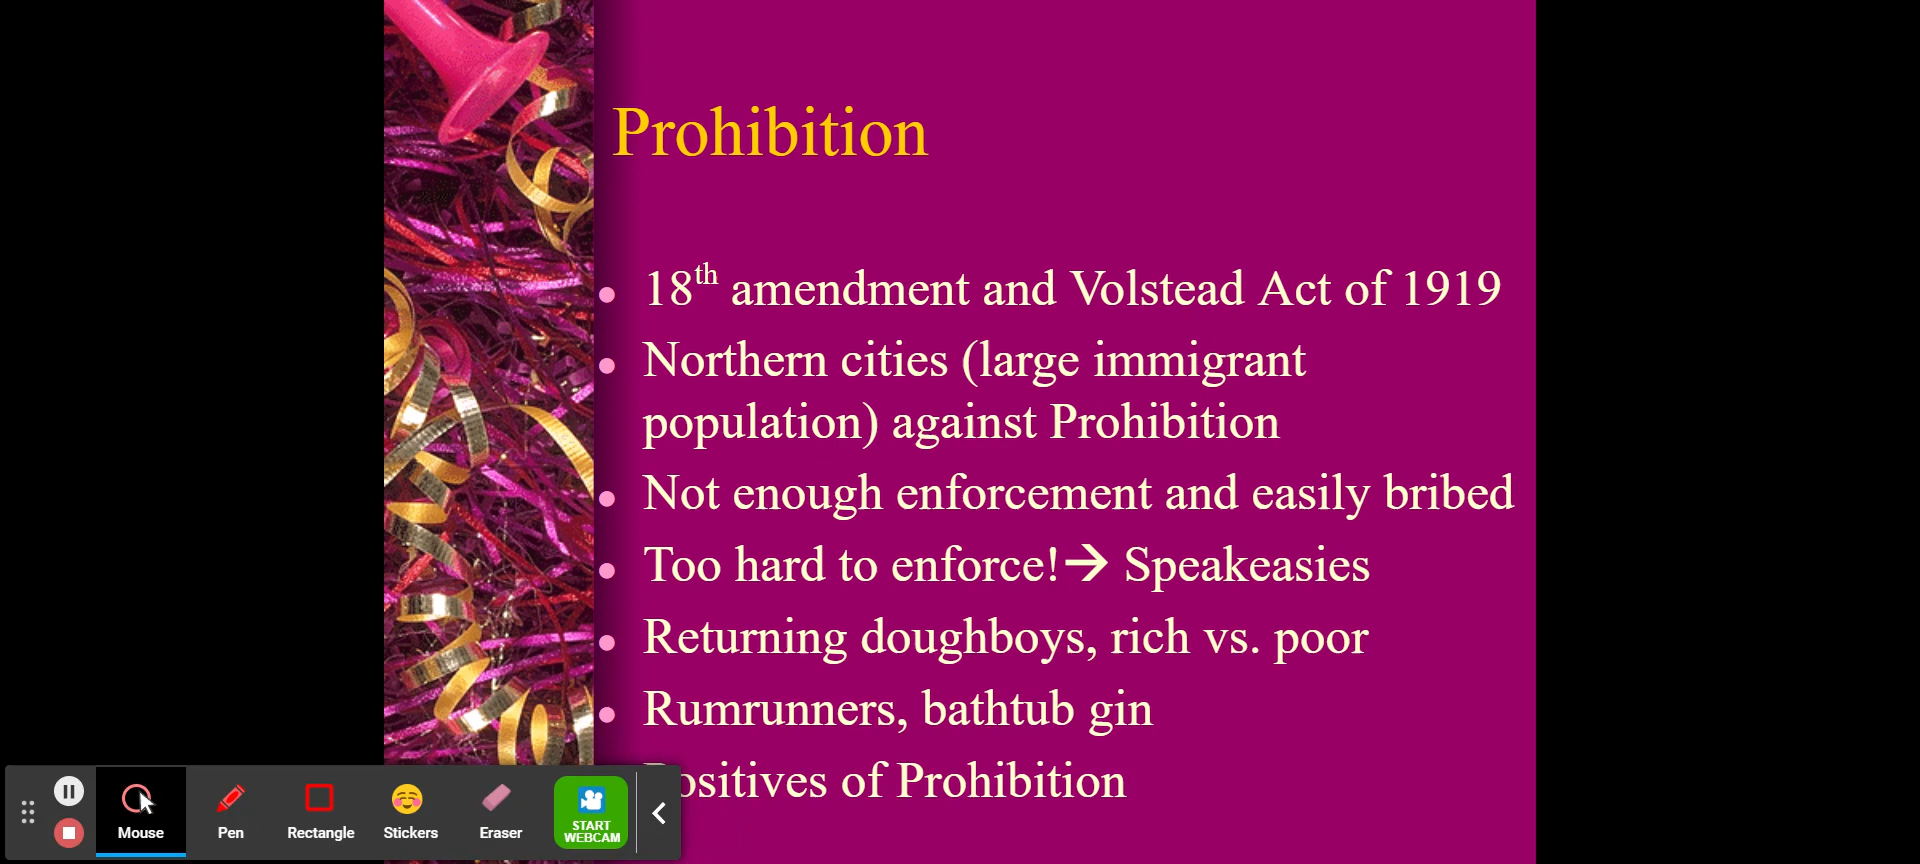 Prohibition
18th amendment and Volstead Act of 1919
Northern cities (large immigrant
population) against Prohibition
Not enough enforcement and easily bribed
Too hard to enforce!→ Speakeasies
Returning doughboys, rich vs. poor
Rumrunners, bathtub gin
ositives of Prohibition
Mouse
Pen
Rectangle
Stickers
Eraser
START
WEBCAM